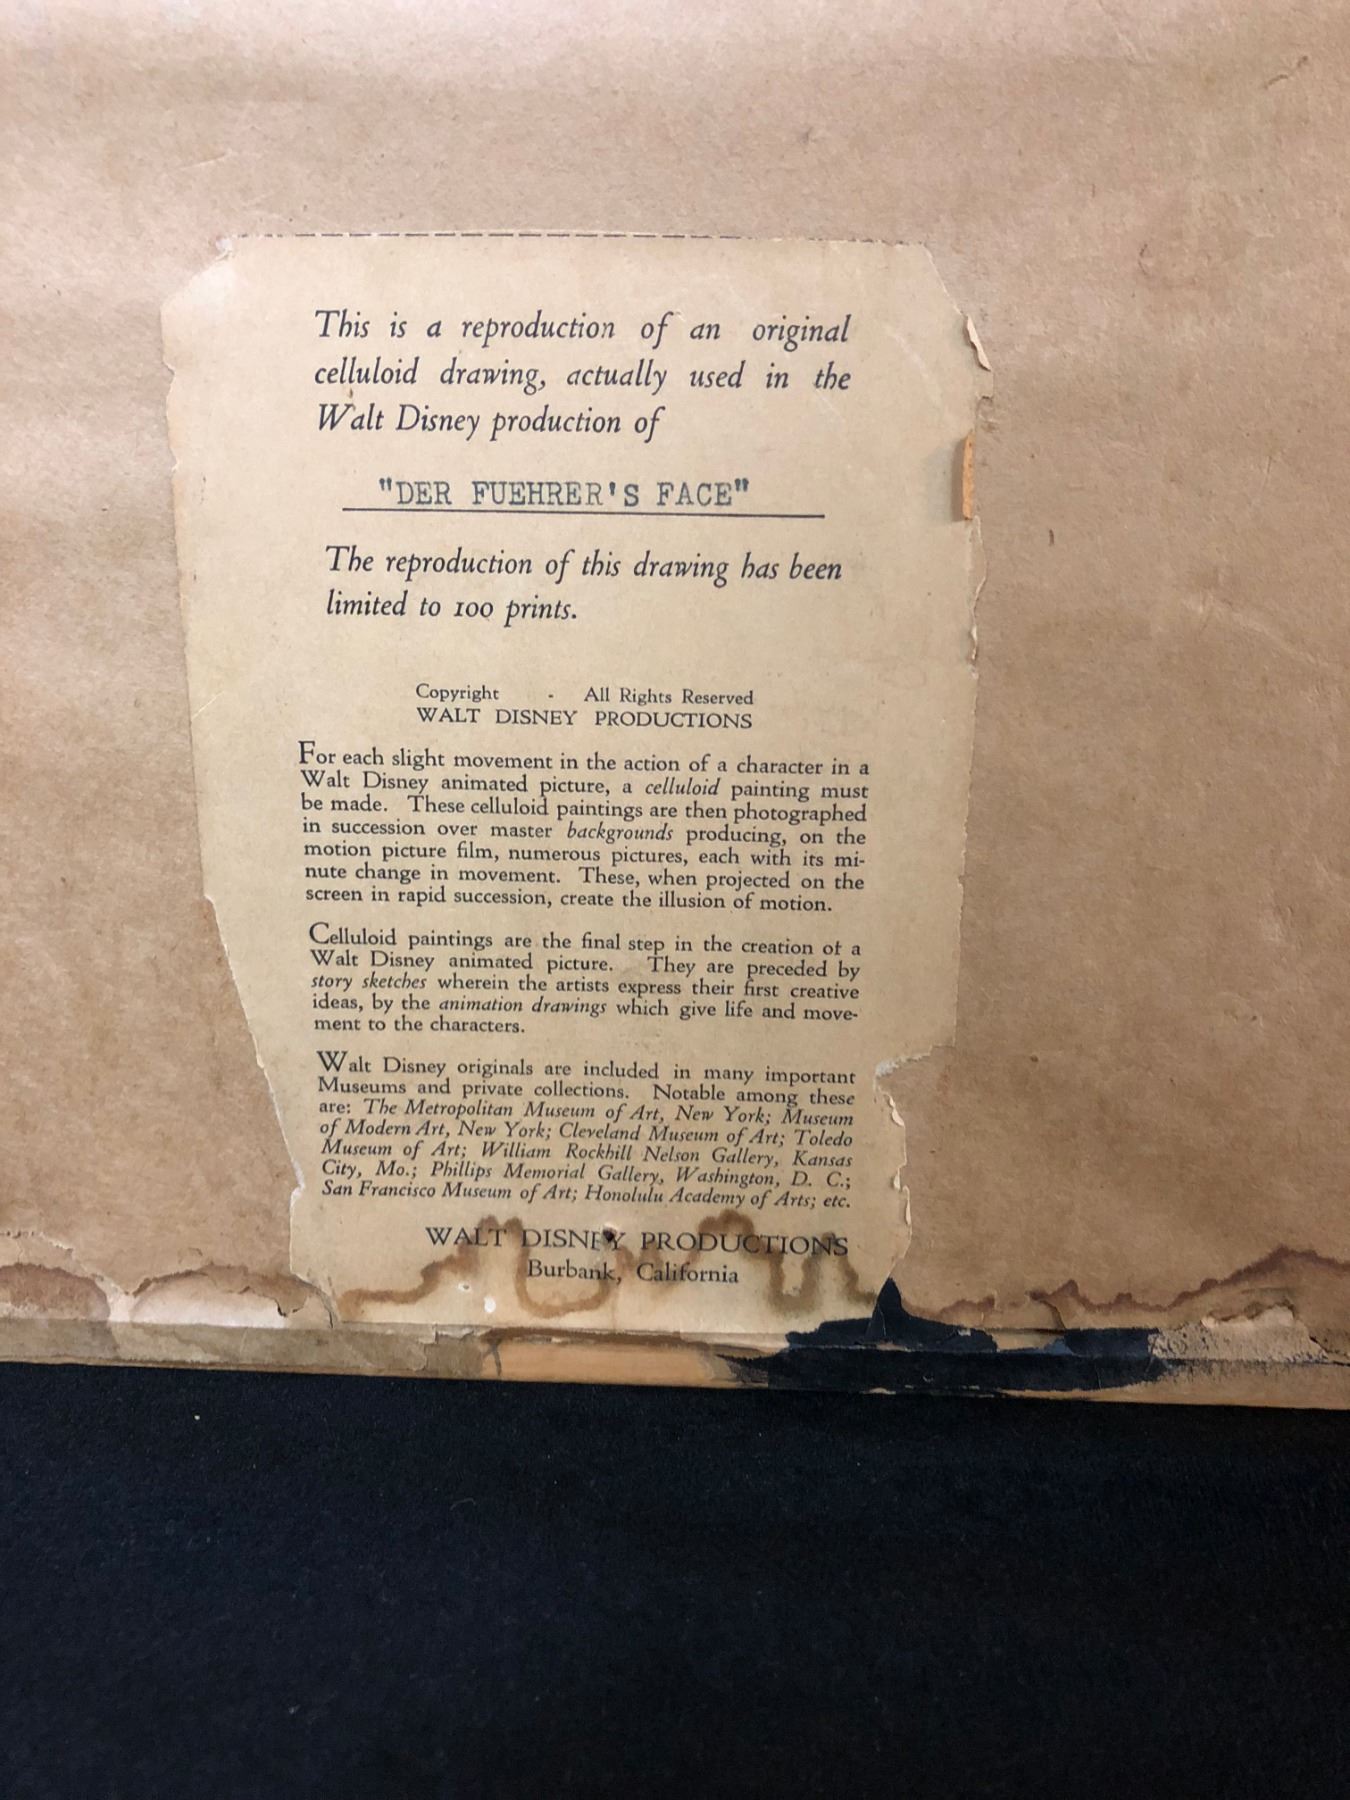 This is a reproduction of an original
celluloid drawing, actually used in the
Walt Disney production of
"DER FUEHRER'S FACE"
The reproduction of this drawing has been
limited to 100 prints.
Copyright - All Rights Reserved
WALT DISNEY PRODUCTIONS
For each slight movement in the action of a character in a
Walt Disney animated picture, a celluloid painting must
be made. These celluloid paintings are then photographed
in succession over master backgrounds producing, on the
motion picture film, numerous pictures, each with its mi-
nute change in movement. These, when projected on the
screen in rapid succession, create the illusion of motion.
Celluloid paintings are the final step in the creation of a
Walt Disney animated picture. They are preceded by
story sketches wherein the artists express their first creative
ideas, by the animation drawings which give life and move-
ment to the characters.
Walt Disney originals are included in many important
Museums and private collections. Notable among these
are: The Metropolitan Museum of Art, New York; Museum
of Modern Art, New York; Cleveland Museum of Art; Toledo
Museum of Art; William Rockhill Nelson Gallery, Kansas
City, Mo.; Phillips Memorial Gallery, Washington, D. C.;
San Francisco Museum of Art; Honolulu Academy of Arts; etc.
WALT DISNEY PRODUCTIONS
Burbank, California